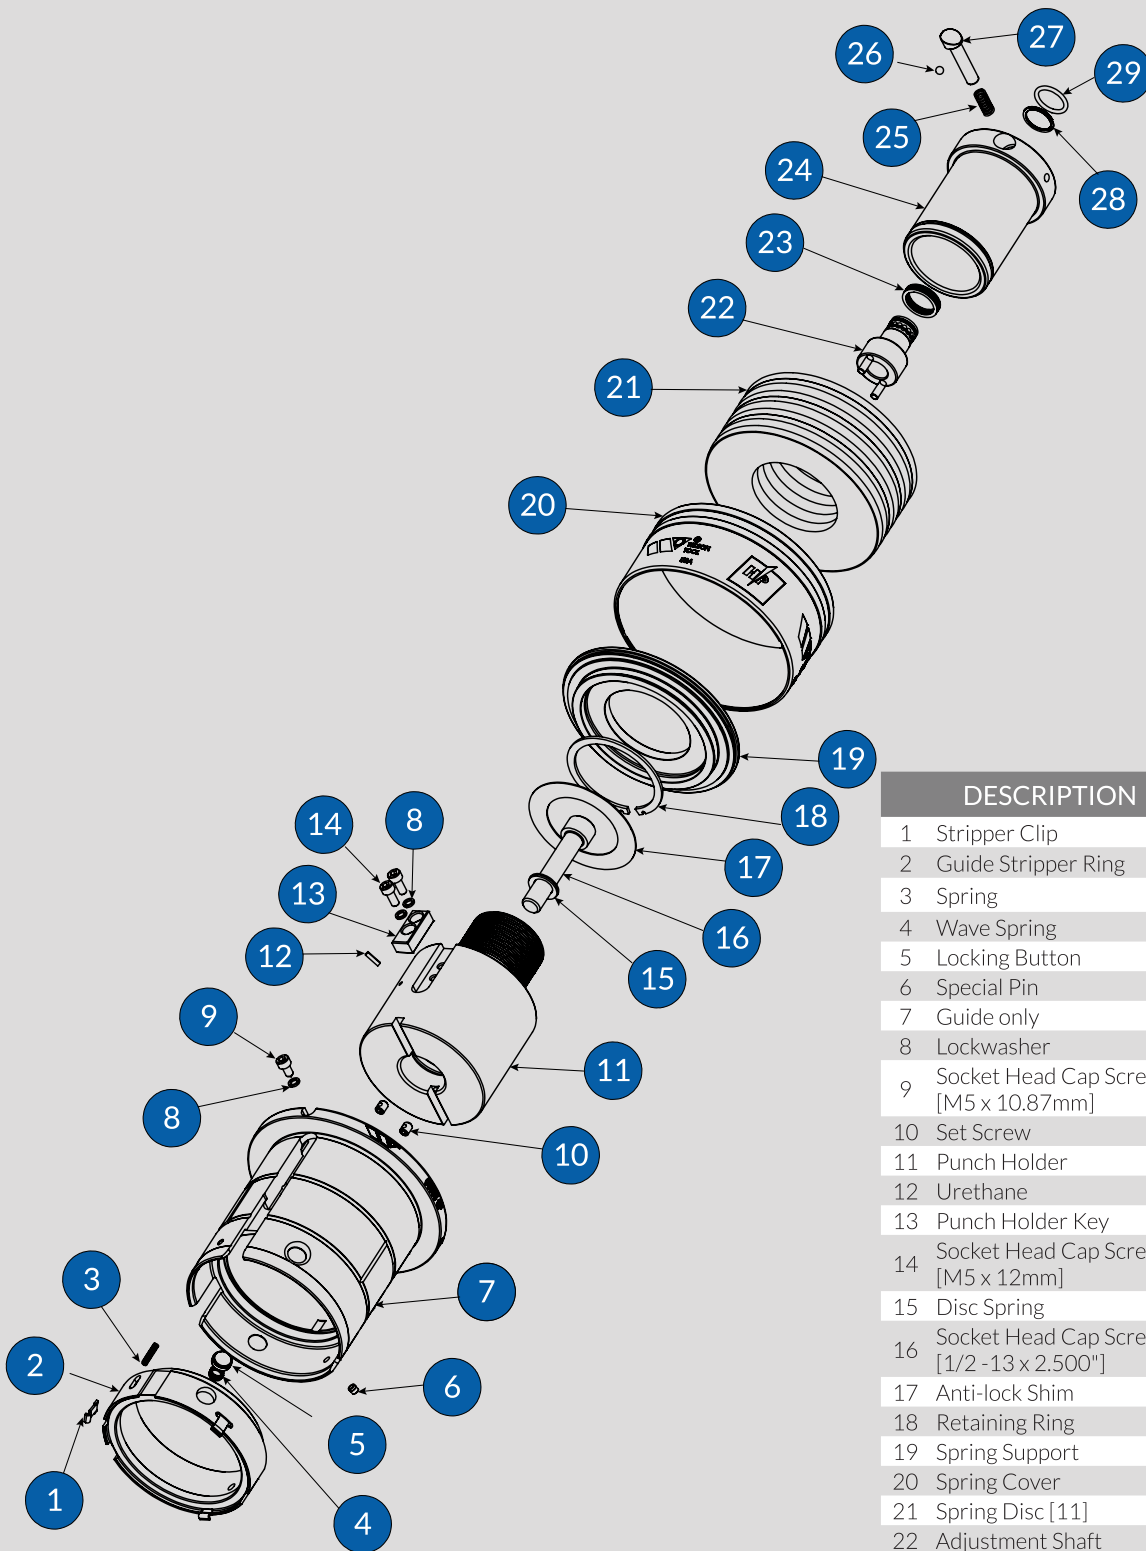 26
27
29
25
28
24
23
22
21
20
19
18
17
14
8
13
16
12
15
9
11
8
10
3
7
2
6
5
1
4
DESCRIPTION
1 Stripper Clip
2 Guide Stripper Ring
3 Spring
4 Wave Spring
5 Locking Button
6 Special Pin
7 Guide only
8 Lockwasher
9 Socket Head Cap Scre
[M5 x 10.87mm]
10 Set Screw
11 Punch Holder
12 Urethane
13 Punch Holder Key
14 Socket Head Cap Scre
[M5 x 12mm]
15 Disc Spring
16 Socket Head Cap Scre
[1/2 -13 x 2.500"]
17 Anti-lock Shim
18 Retaining Ring
19 Spring Support
20 Spring Cover
21 Spring Disc [11]
22 Adjustment Shaft